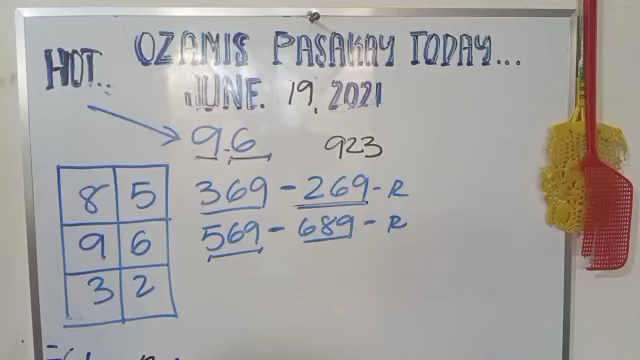 OZAMIS PASAKAY TODAY...
HOT..
JUNE. 19, 2021
9-6 923
8 5
369 - 269 - R
9 6
569 - 689 - R
3 2